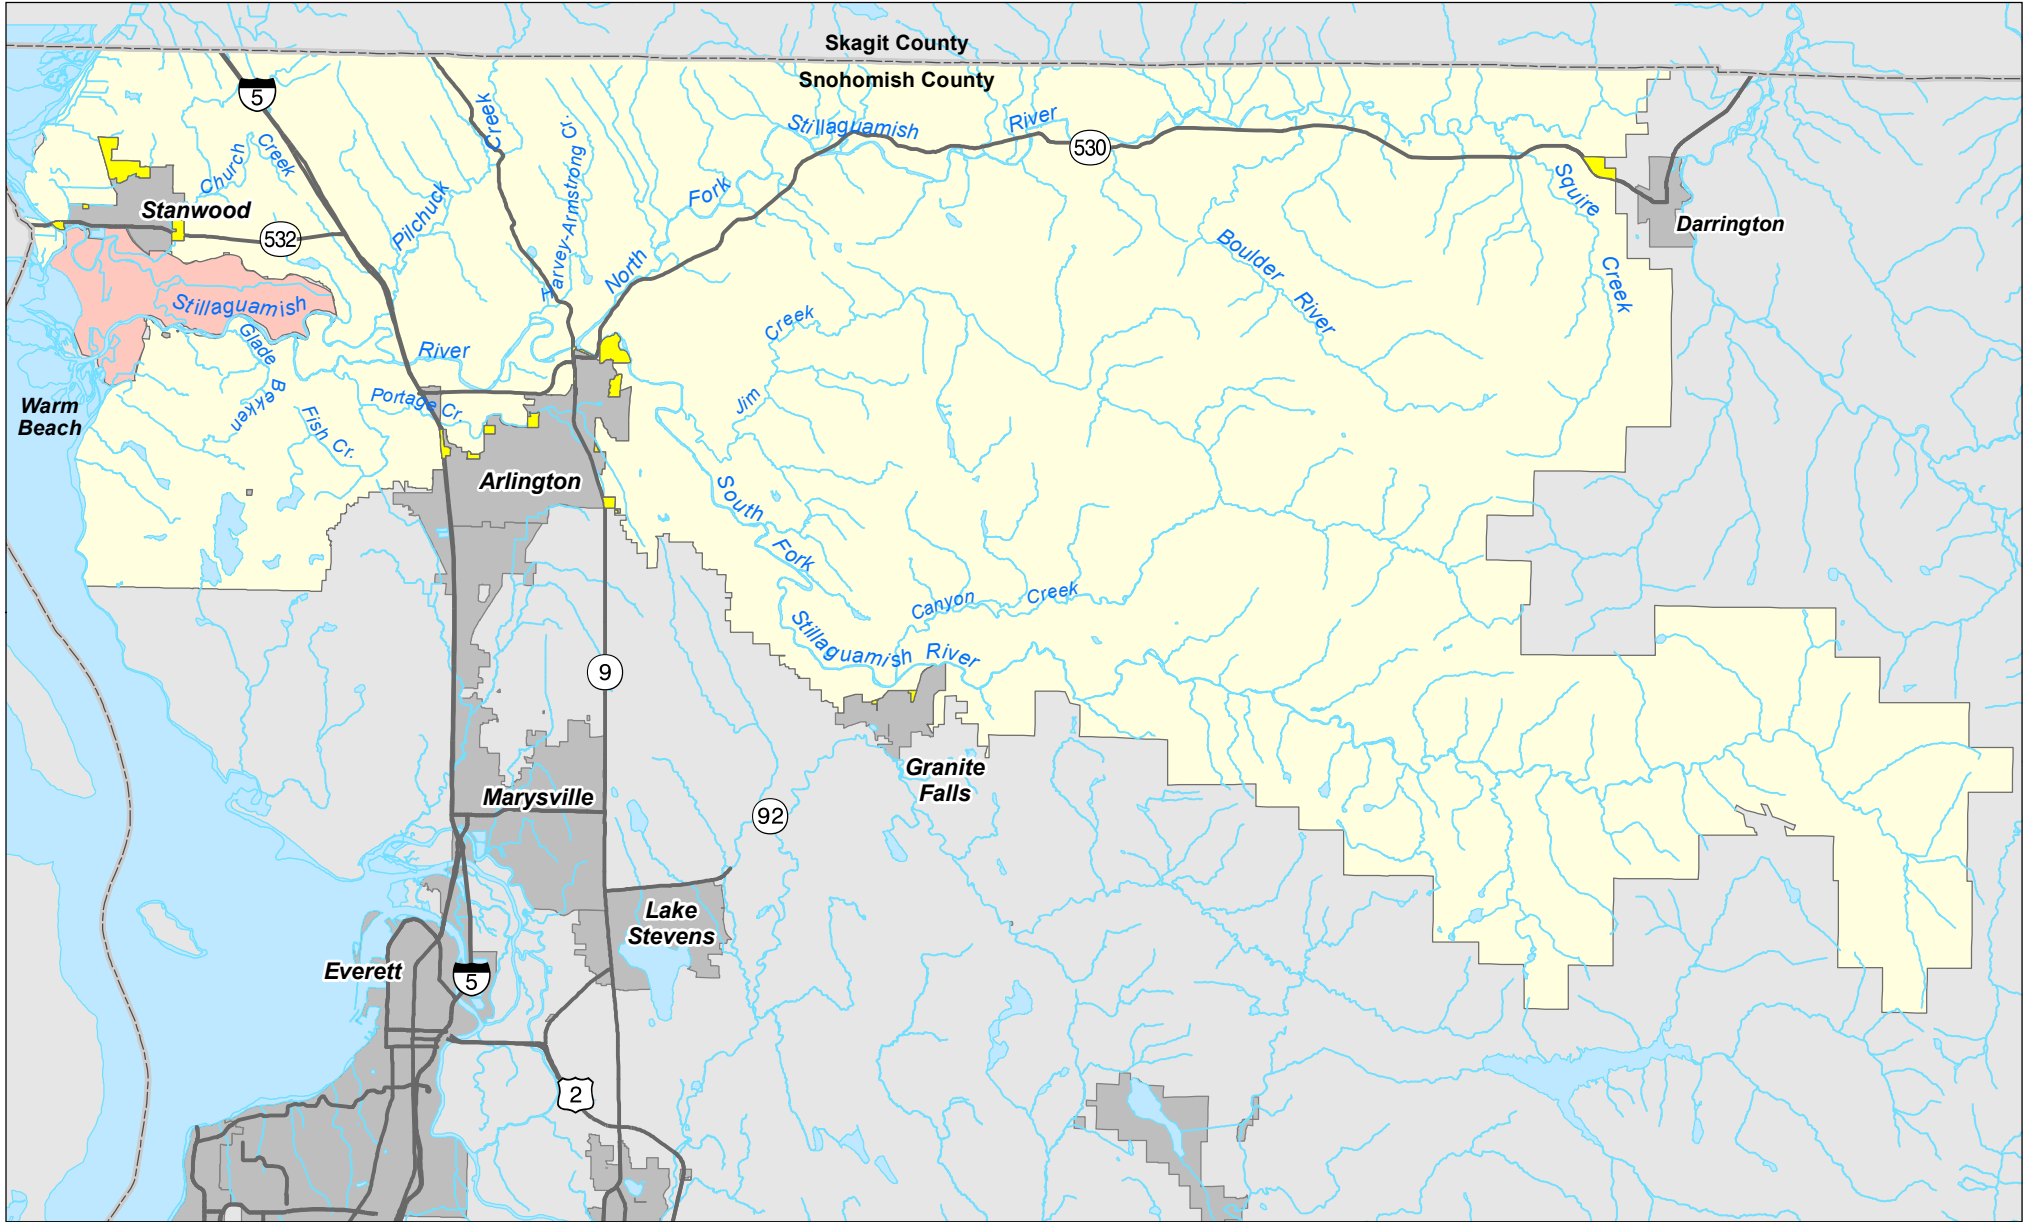 Skagit County
Snohomish County
5
Creek
Stillaguamish
River
530
Church
Creek
Harvey-Armstrong Cr.
Pilchuck
Fork
Squire
Stanwood
532
Darrington
North
Boulder
River
Creek
Stillaguamish
Glade
Bekken
River
Creek
Jim
Portage Cr.
Fish Cr.
Warm
Beach
Arlington
South
Fork
Canyon
Creek
Stillaguamish
River
9
Granite
Falls
Marysville
92
Lake
Stevens
Everett
5
2